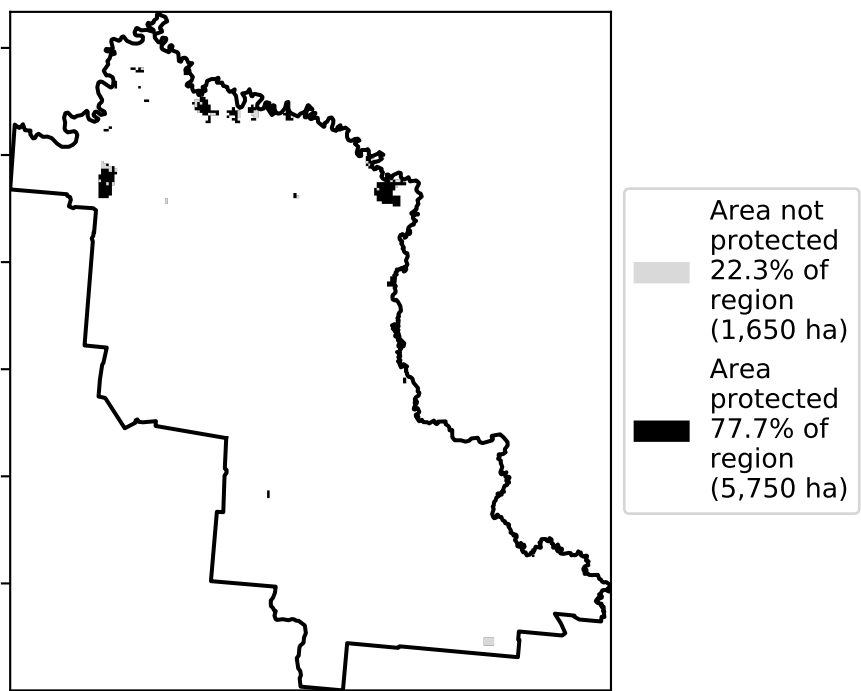 Area not
protected
22.3% of
region
(1,650 ha)
Area
protected
77.7% of
region
(5,750 ha)